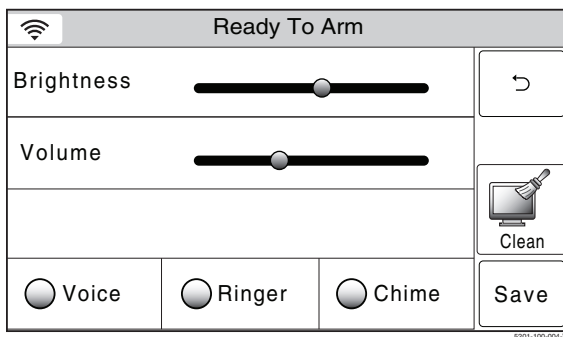 Ready To Arm
Brightness
Volume
Clean
Voice
Ringer
Chime
Save